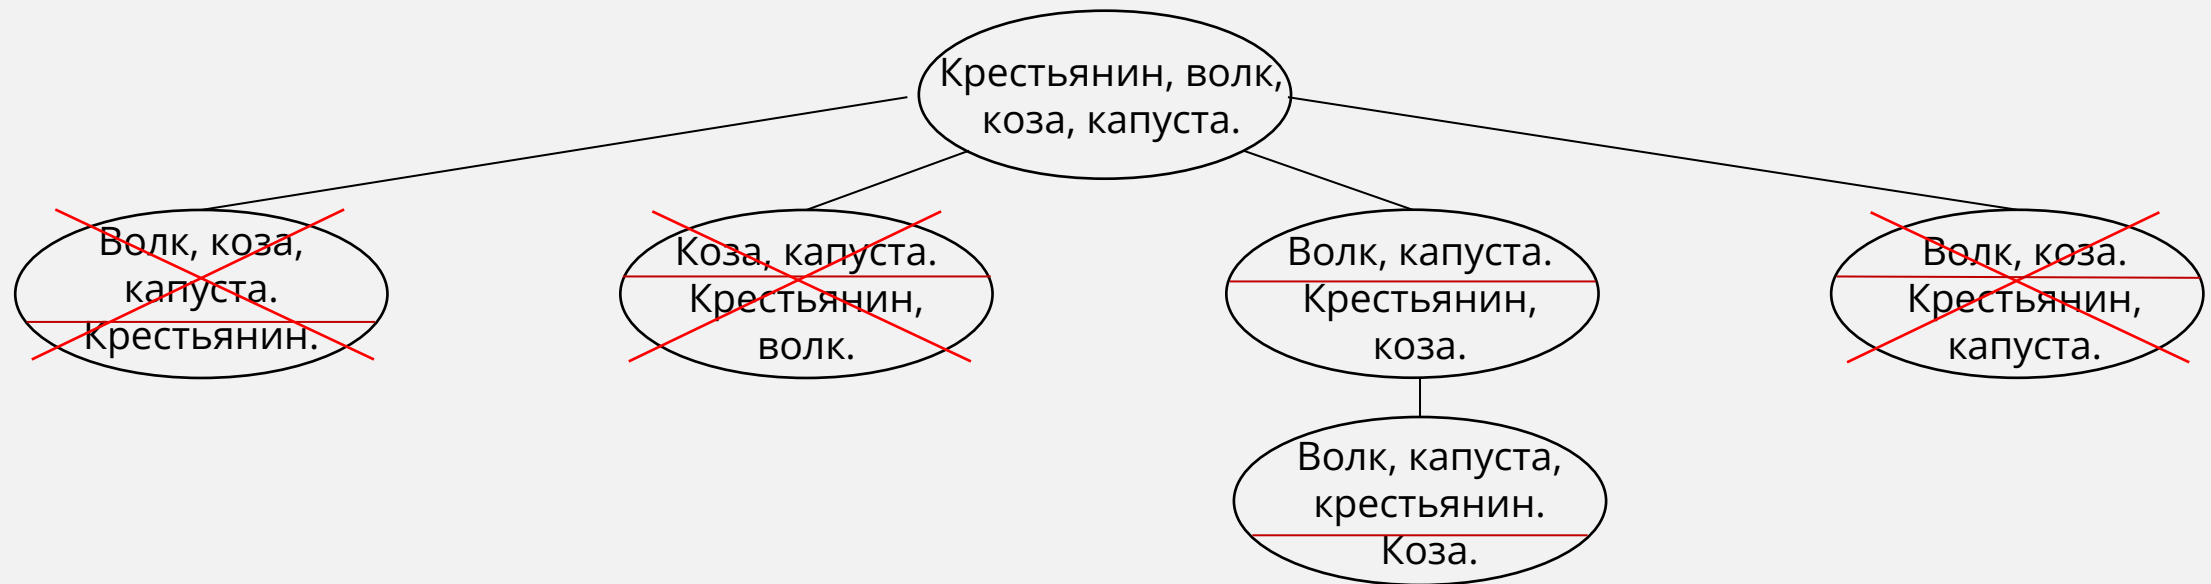 Крестьянин, волк,
коза, капуста.
Волк, коза,
капуста.
Крестьянин.
Коза, капуста.
Крестьянин,
волк.
Волк, капуста.
Крестьянин,
коза.
Волк, коза.
Крестьянин,
капуста.
Волк, капуста,
крестьянин.
Коза.